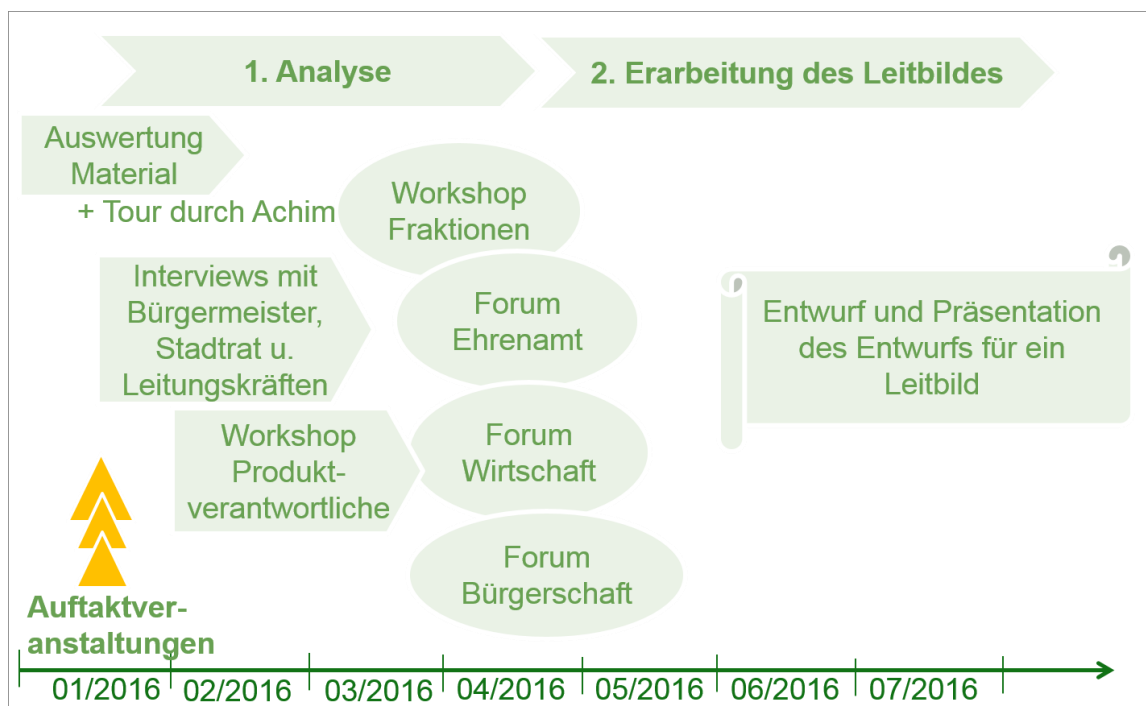 1. Analyse
2. Erarbeitung des Leitbildes
Auswertung
Material
+ Tour durch Achim
Workshop
Fraktionen
Interviews mit
Bürgermeister,
Stadtrat u.
Leitungskräften
Forum
Ehrenamt
Entwurf und Präsentation
des Entwurfs für ein
Leitbild
Workshop
Produkt-
verantwortliche
Forum
Wirtschaft
Forum
Bürgerschaft
Auftaktver-
anstaltungen
01/2016
02/2016
03/2016
04/2016
05/2016
06/2016
07/2016